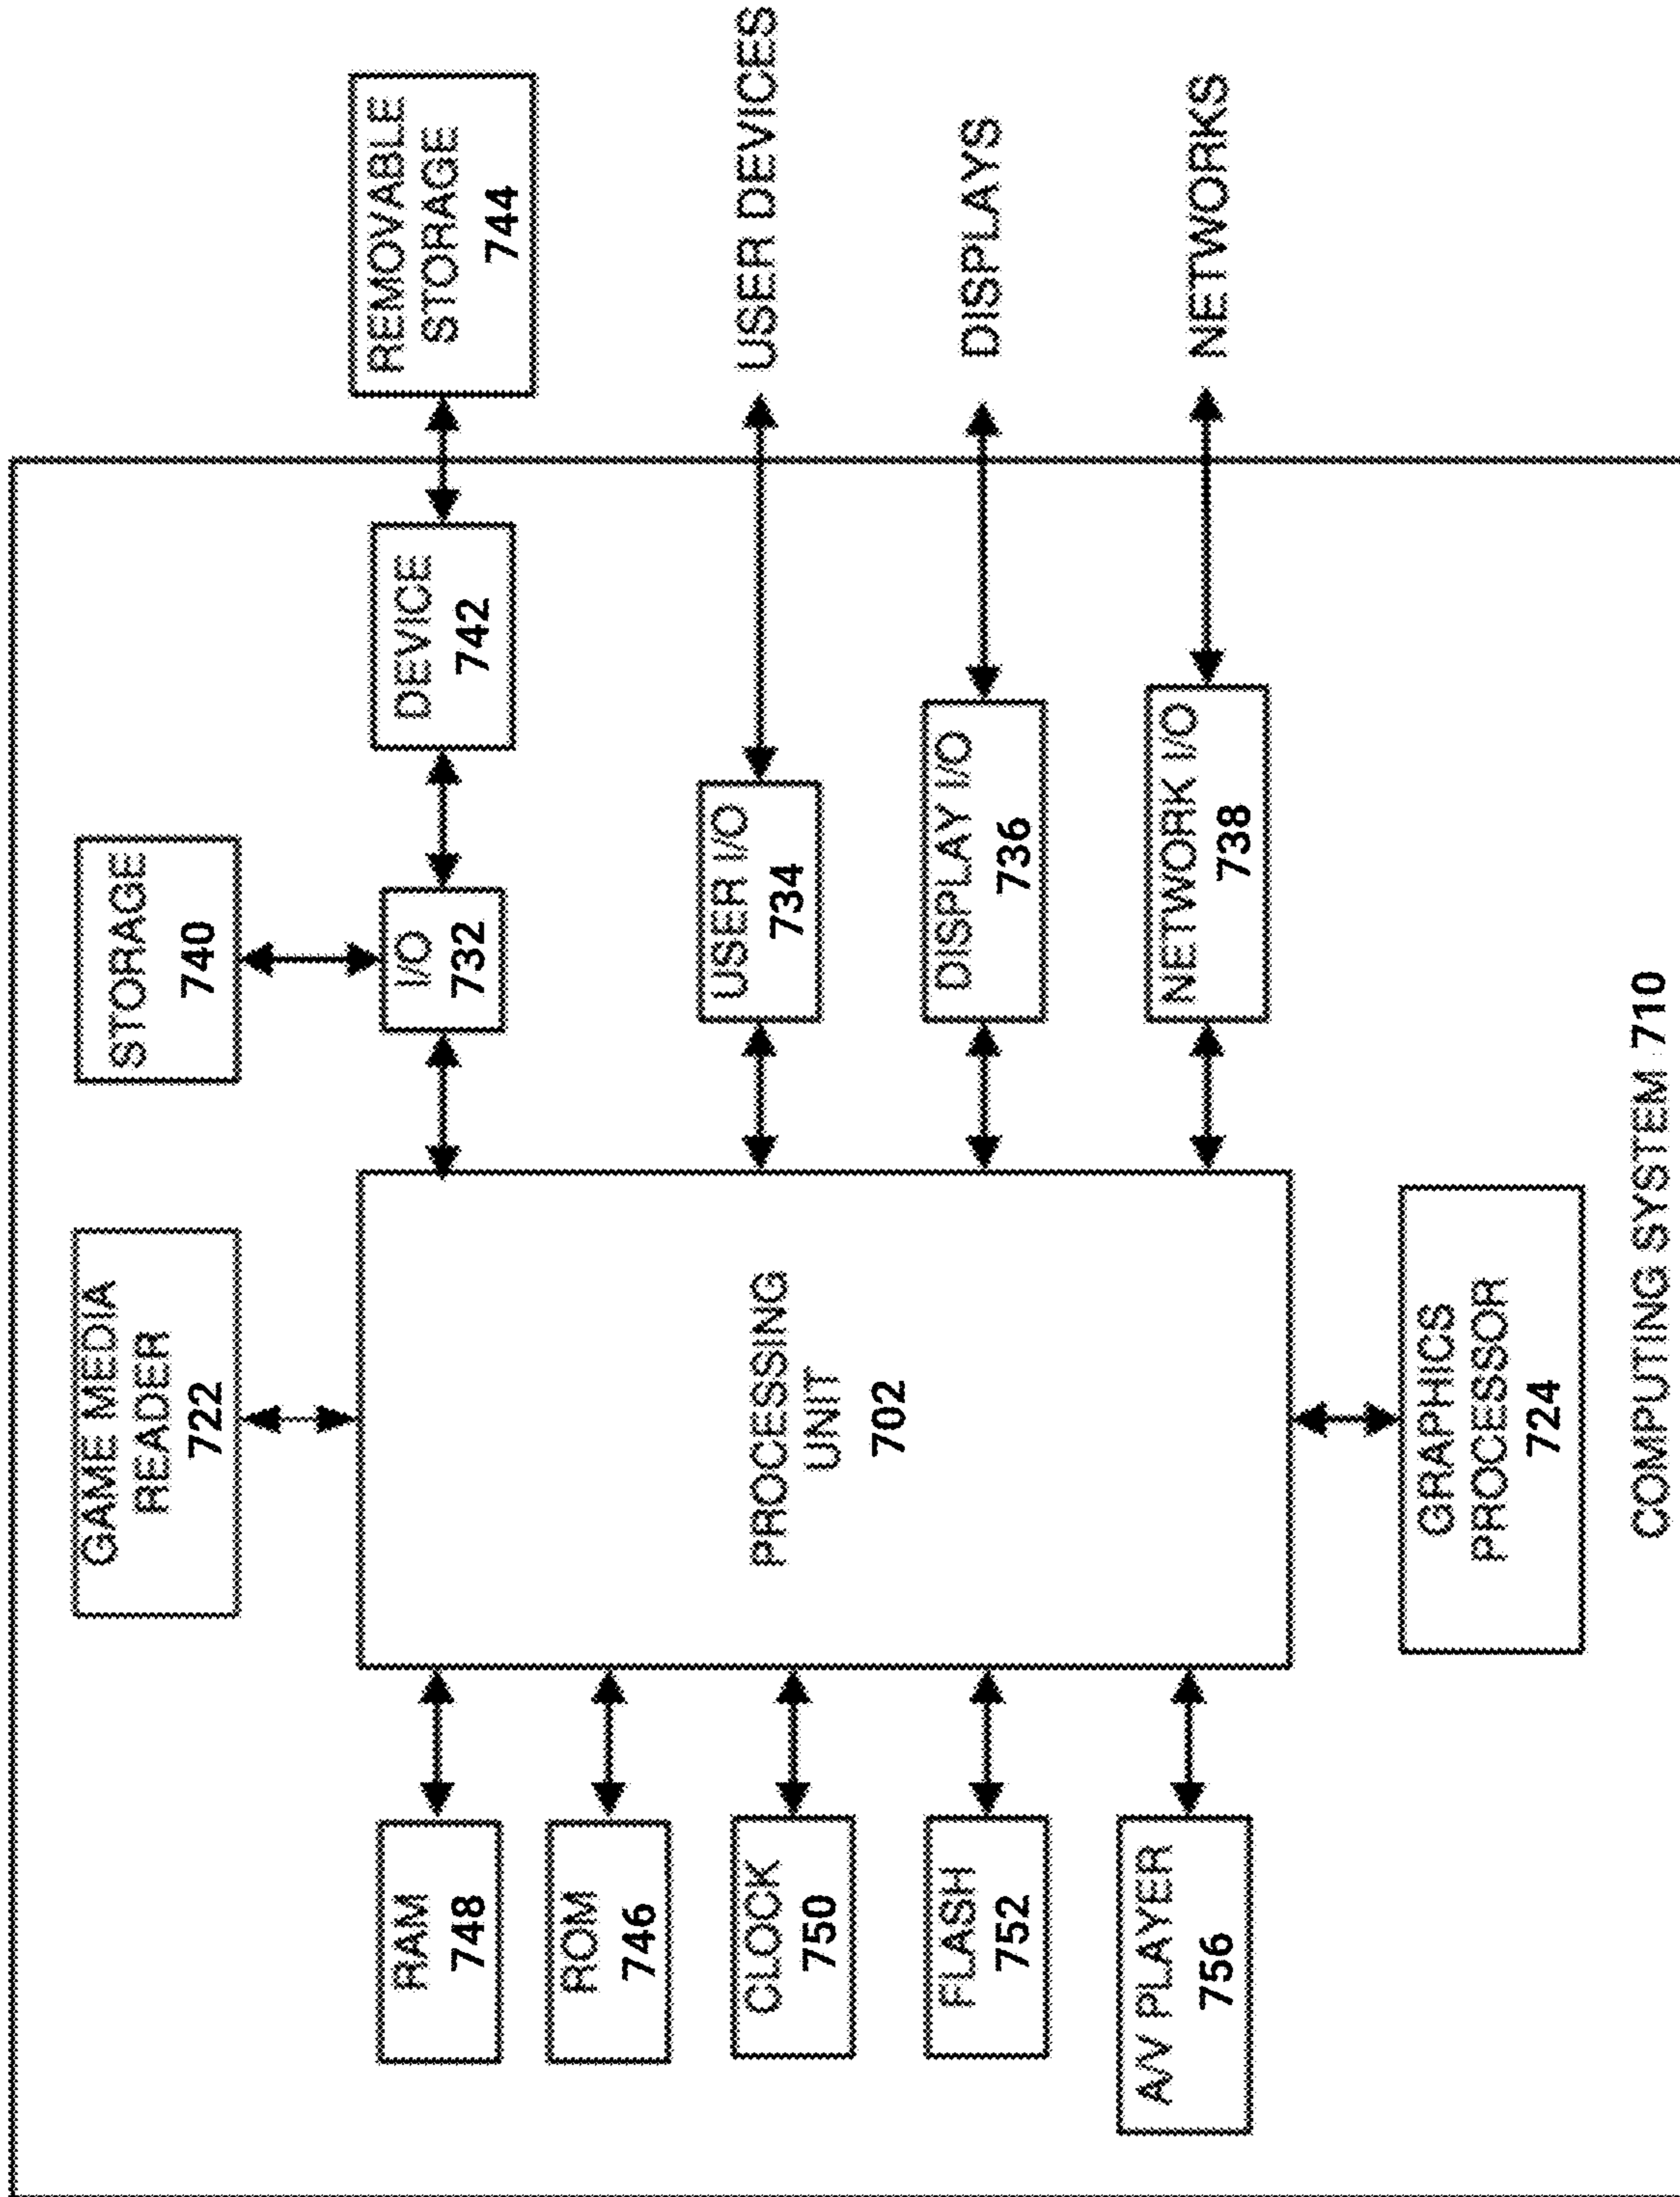 GAME MEDIA
READER
722
STORAGE
740
RAM
748
I/O
732
DEVICE
742
REMOVABLE
STORAGE
744
ROM
746
PROCESSING
UNIT
702
USER I/O
734
USER DEVICES
CLOCK
750
FLASH
752
DISPLAY I/O
736
DISPLAYS
A/V PLAYER
756
NETWORK I/O
738
NETWORKS
GRAPHICS
PROCESSOR
724
COMPUTING SYSTEM 710